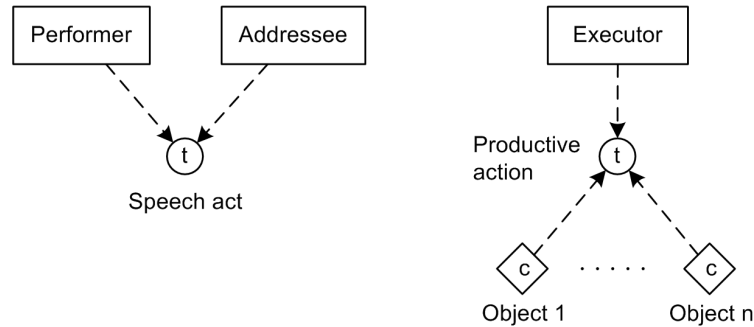 Performer
Addressee
t
Speech act
Executor
Productive
action
t
c
. . . . .
c
Object 1
Object n